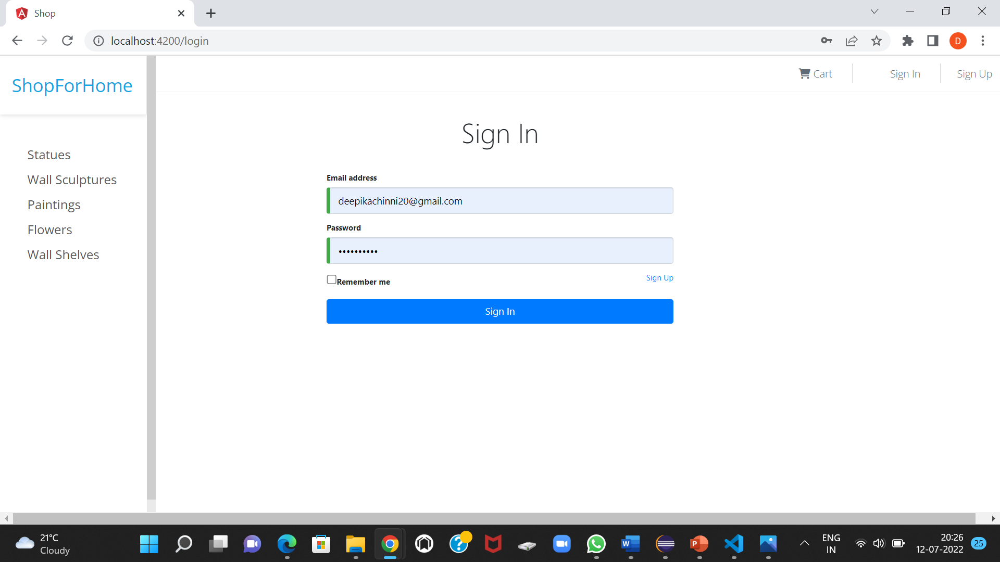 Shop
localhost:4200/login
D
ShopForHome
Cart
Sign In
Sign Up
Statues
Wall Sculptures
Paintings
Flowers
Wall Shelves
Sign In
Email address
deepikachinni20@gmail.com
Password
••••••••••
Remember me
Sign Up
Sign In
21°C
Cloudy
ENG
IN
20:26
12-07-2022
25